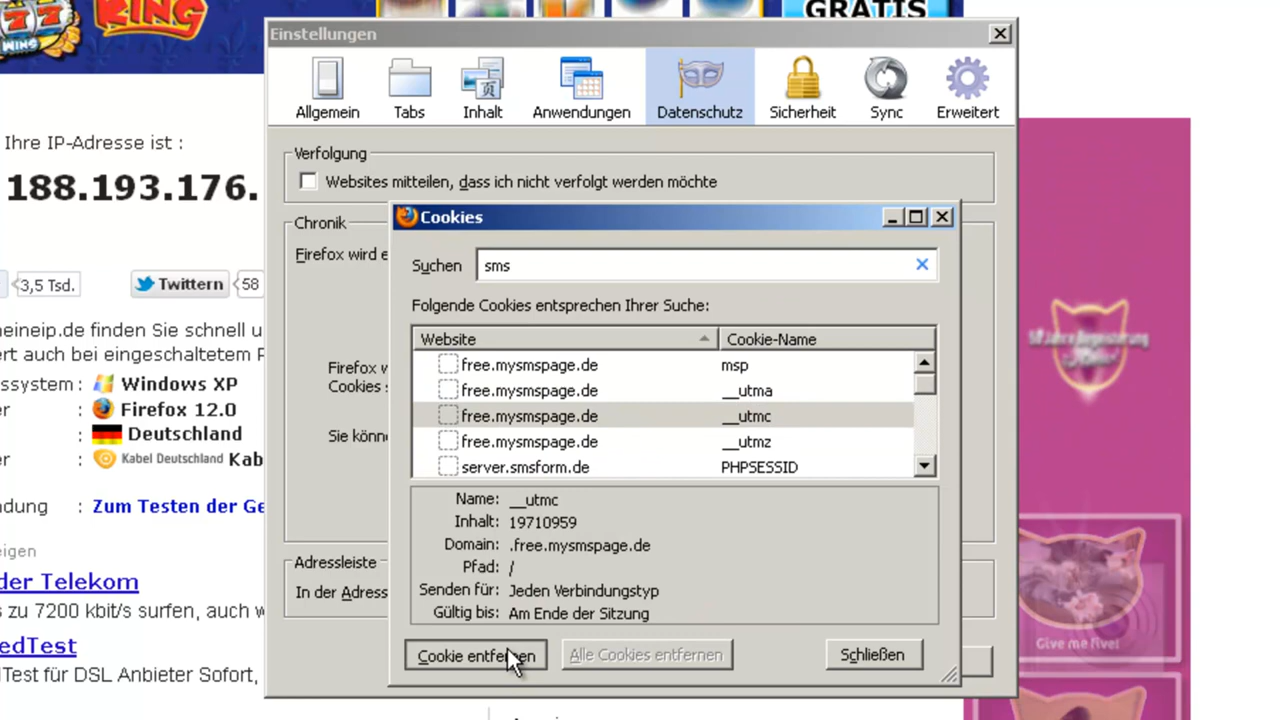 KING
WINS
GRATIS
Einstellungen
Allgemein
Tabs
Inhalt
Anwendungen
Datenschutz
Sicherheit
Sync
Erweitert
Ihre IP-Adresse ist :
188.193.176.
Verfolgung
Websites mitteilen, dass ich nicht verfolgt werden möchte
Chronik
Firefox wird e
Cookies
Suchen
sms
3,5 Tsd.
Twittern
58
Folgende Cookies entsprechen Ihrer Suche:
eineip.de finden Sie schnell u
ert auch bei eingeschaltetem P
Website
Cookie-Name
free.mysmspage.de
msp
free.mysmspage.de
__utma
free.mysmspage.de
__utmc
free.mysmspage.de
__utmz
server.smsform.de
PHPSESSID
Firefox w
Cookies s
Sie könne
ssystem :
Windows XP
er :
Firefox 12.0
:
Deutschland
er :
Kabel Deutschland
Kab
dung :
Zum Testen der Ge
Name:
__utmc
Inhalt:
19710959
Domain:
.free.mysmspage.de
Pfad:
/
Senden für:
Jeden Verbindungstyp
Gültig bis:
Am Ende der Sitzung
Adressleiste
In der Adress
eigen
der Telekom
s zu 7200 kbit/s surfen, auch w
edTest
lTest für DSL Anbieter Sofort,
Cookie entfernen
Alle Cookies entfernen
Schließen
Give me five!